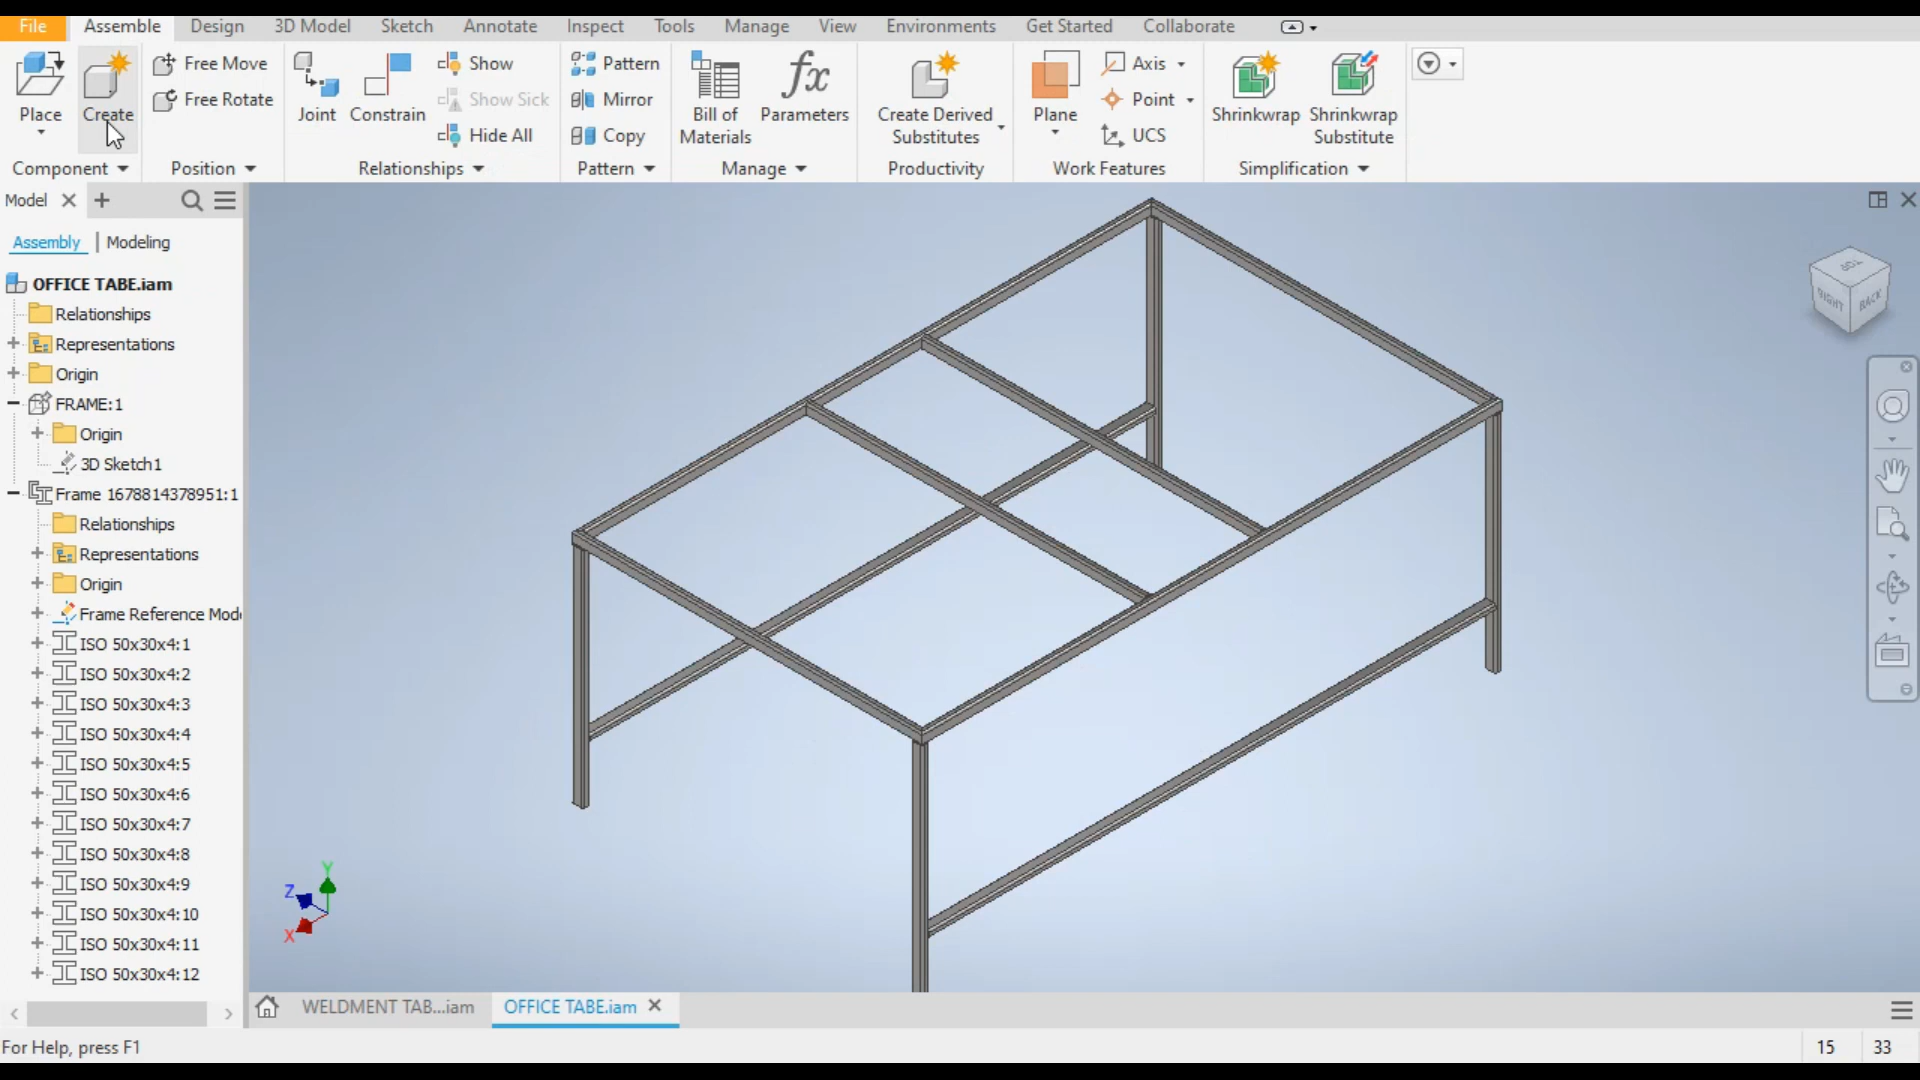 File Assemble Design 3D Model Sketch Annotate Inspect Tools Manage View Environments Get Started Collaborate
Place
Create
Component
Free Move
Free Rotate
Position
Joint
Constrain
Show
Show Sick
Hide All
Relationships
Pattern
Mirror
Copy
Pattern
Bill of
Materials
Parameters
Manage
Create Derived
Substitutes
Productivity
Plane
Axis
Point
UCS
Work Features
Shrinkwrap
Shrinkwrap
Substitute
Simplification
Model
Assembly | Modeling
OFFICE TABE.iam
Relationships
Representations
Origin
FRAME:1
Origin
3D Sketch1
Frame 1678814378951:1
Relationships
Representations
Origin
Frame Reference Mod
ISO 50x30x4:1
ISO 50x30x4:2
ISO 50x30x4:3
ISO 50x30x4:4
ISO 50x30x4:5
ISO 50x30x4:6
ISO 50x30x4:7
ISO 50x30x4:8
ISO 50x30x4:9
ISO 50x30x4:10
ISO 50x30x4:11
ISO 50x30x4:12
TOP
RIGHT
BACK
Y
Z
X
WELDMENT TAB...iam
OFFICE TABE.iam
For Help, press F1
15 33